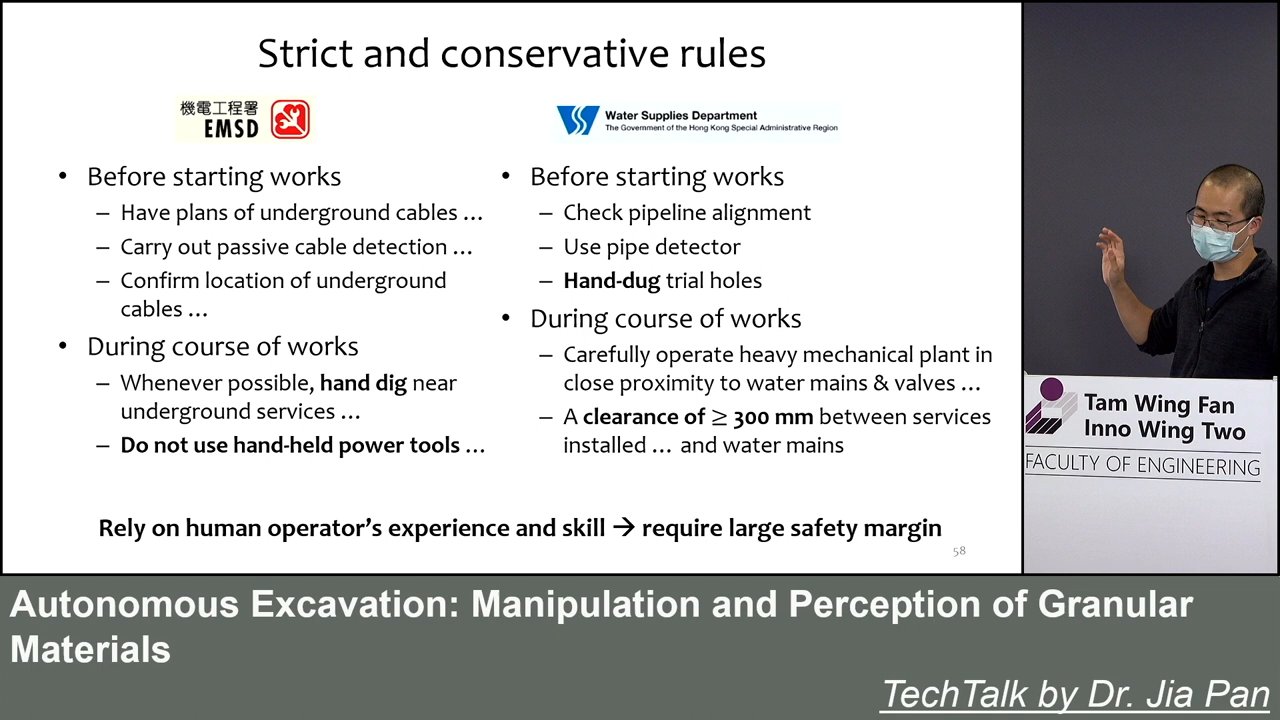 Strict and conservative rules
機電工程署
EMSD
• Before starting works
– Have plans of underground cables …
– Carry out passive cable detection …
– Confirm location of underground
cables …
• During course of works
– Whenever possible, hand dig near
underground services …
– Do not use hand-held power tools …
Water Supplies Department
The Government of the Hong Kong Special Administrative Region
• Before starting works
– Check pipeline alignment
– Use pipe detector
– Hand-dug trial holes
• During course of works
– Carefully operate heavy mechanical plant in
close proximity to water mains & valves …
– A clearance of ≥ 300 mm between services
installed … and water mains
Rely on human operator’s experience and skill → require large safety margin
58
Tam Wing Fan
Inno Wing Two
FACULTY OF ENGINEERING
Autonomous Excavation: Manipulation and Perception of Granular
Materials
TechTalk by Dr. Jia Pan